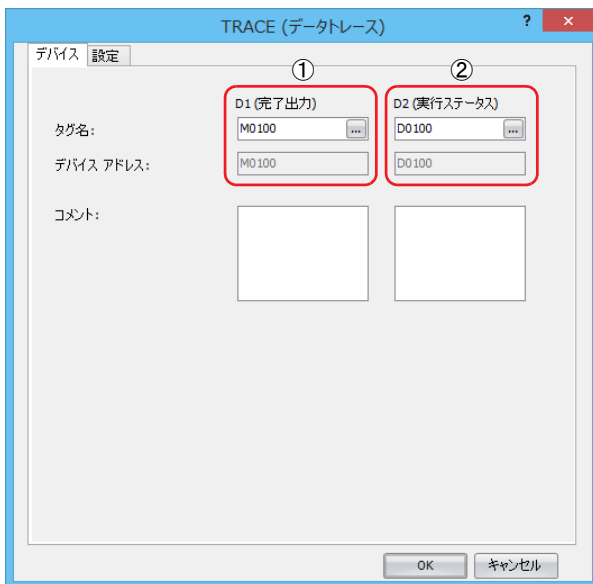 TRACE (データトレース)
? ×
デバイス 設定
① ②
D1 (完了出力) D2 (実行ステータス)
タグ名: M0100 ... D0100 ...
デバイス アドレス: M0100 D0100
コメント:
OK キャンセル